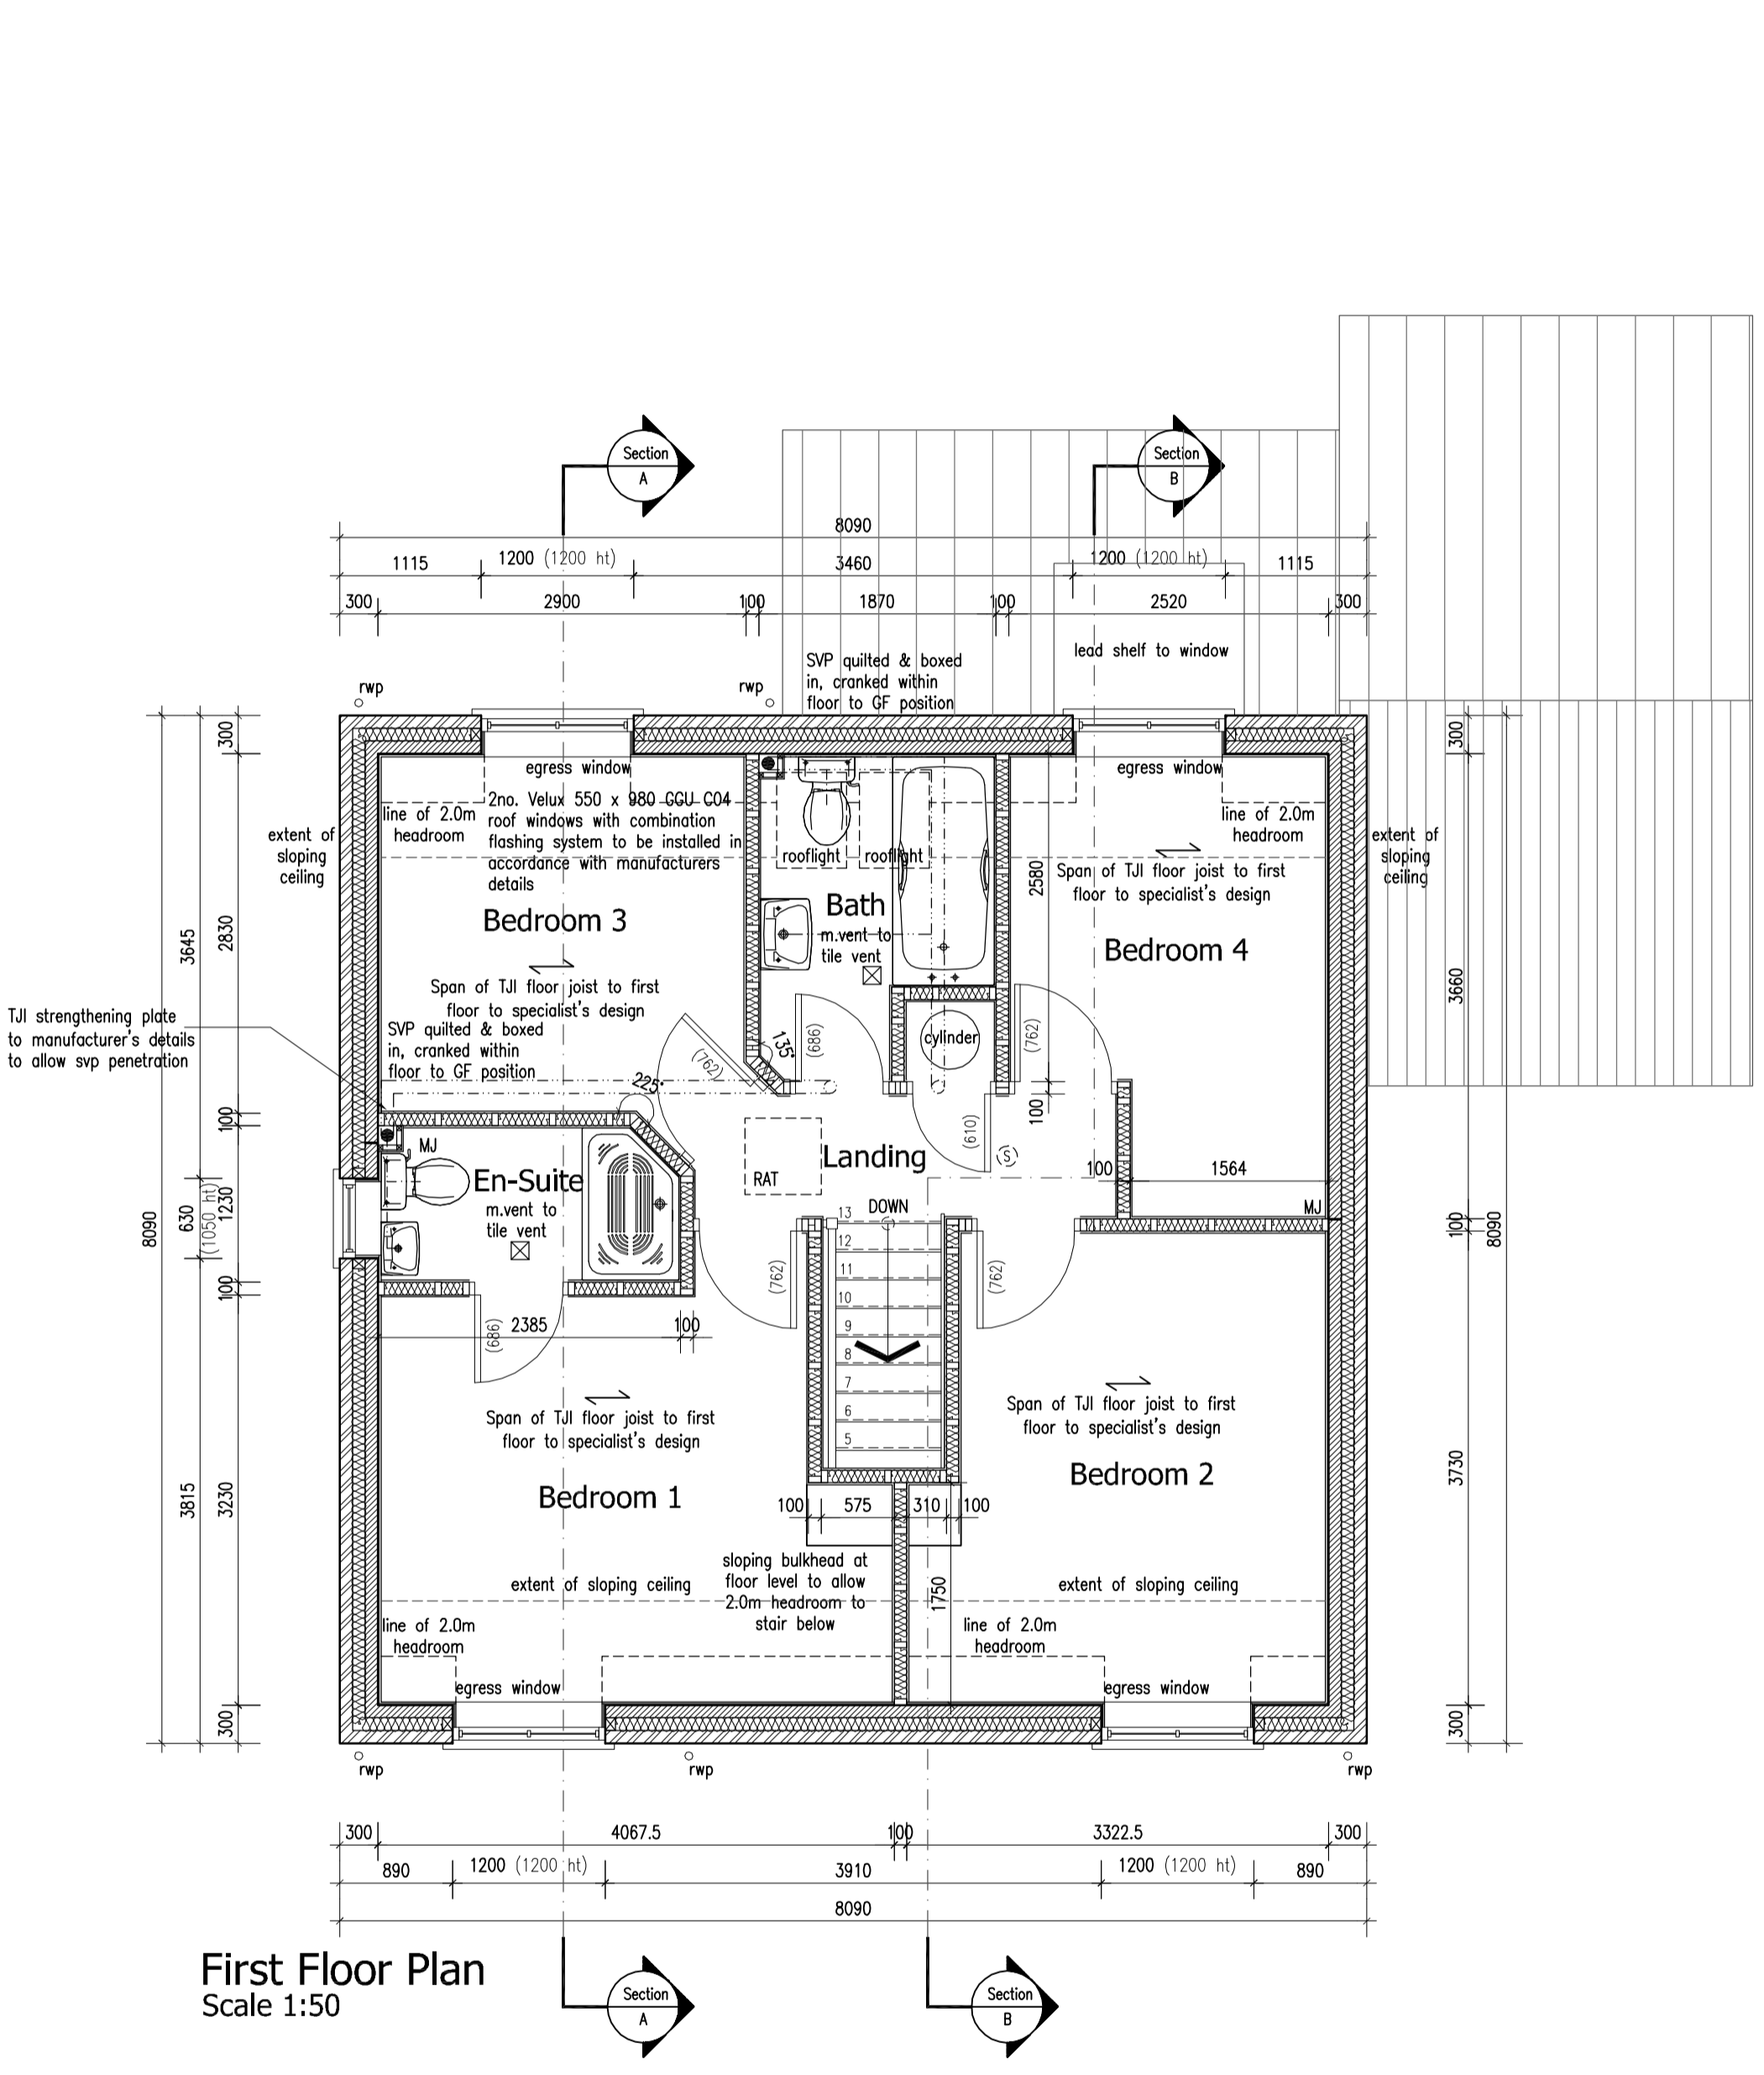 Section
A
Section
B
8090
1115
1200 (1200 ht)
3460
1200 (1200 ht)
1115
300
2900
100
1870
100
2520
300
SVP quilted & boxed
in, cranked within
floor to GF position
lead shelf to window
rwp
rwp
egress window
egress window
2no. Velux 550 x 980 GGU C04
roof windows with combination
flashing system to be installed in
accordance with manufacturers
details
line of 2.0m
headroom
line of 2.0m
headroom
extent of
sloping
ceiling
extent of
sloping
ceiling
rooflight
rooflight
Span of TJI floor joist to first
floor to specialist's design
Bedroom 3
Bath
m.vent to
tile vent
Bedroom 4
2580
Span of TJI floor joist to first
floor to specialist's design
SVP quilted & boxed
in, cranked within
floor to GF position
TJI strengthening plate
to manufacturer's details
to allow svp penetration
cylinder
(762)
135°
(686)
(762)
225°
(610)
100
S
MJ
En-Suite
m.vent to
tile vent
RAT
Landing
100
1564
MJ
DOWN
13
12
11
10
9
8
7
6
5
(762)
(762)
(686)
2385
100
Span of TJI floor joist to first
floor to specialist's design
Bedroom 1
Span of TJI floor joist to first
floor to specialist's design
Bedroom 2
100
575
310
100
sloping bulkhead at
floor level to allow
2.0m headroom to
stair below
1750
extent of sloping ceiling
extent of sloping ceiling
line of 2.0m
headroom
line of 2.0m
headroom
egress window
egress window
rwp
rwp
rwp
8090
3645
630
(1050 ht)
3815
300
2830
100
1230
100
3230
300
300
3660
100
3730
300
8090
300
4067.5
100
3322.5
300
890
1200 (1200 ht)
3910
1200 (1200 ht)
890
8090
First Floor Plan
Scale 1:50
Section
A
Section
B